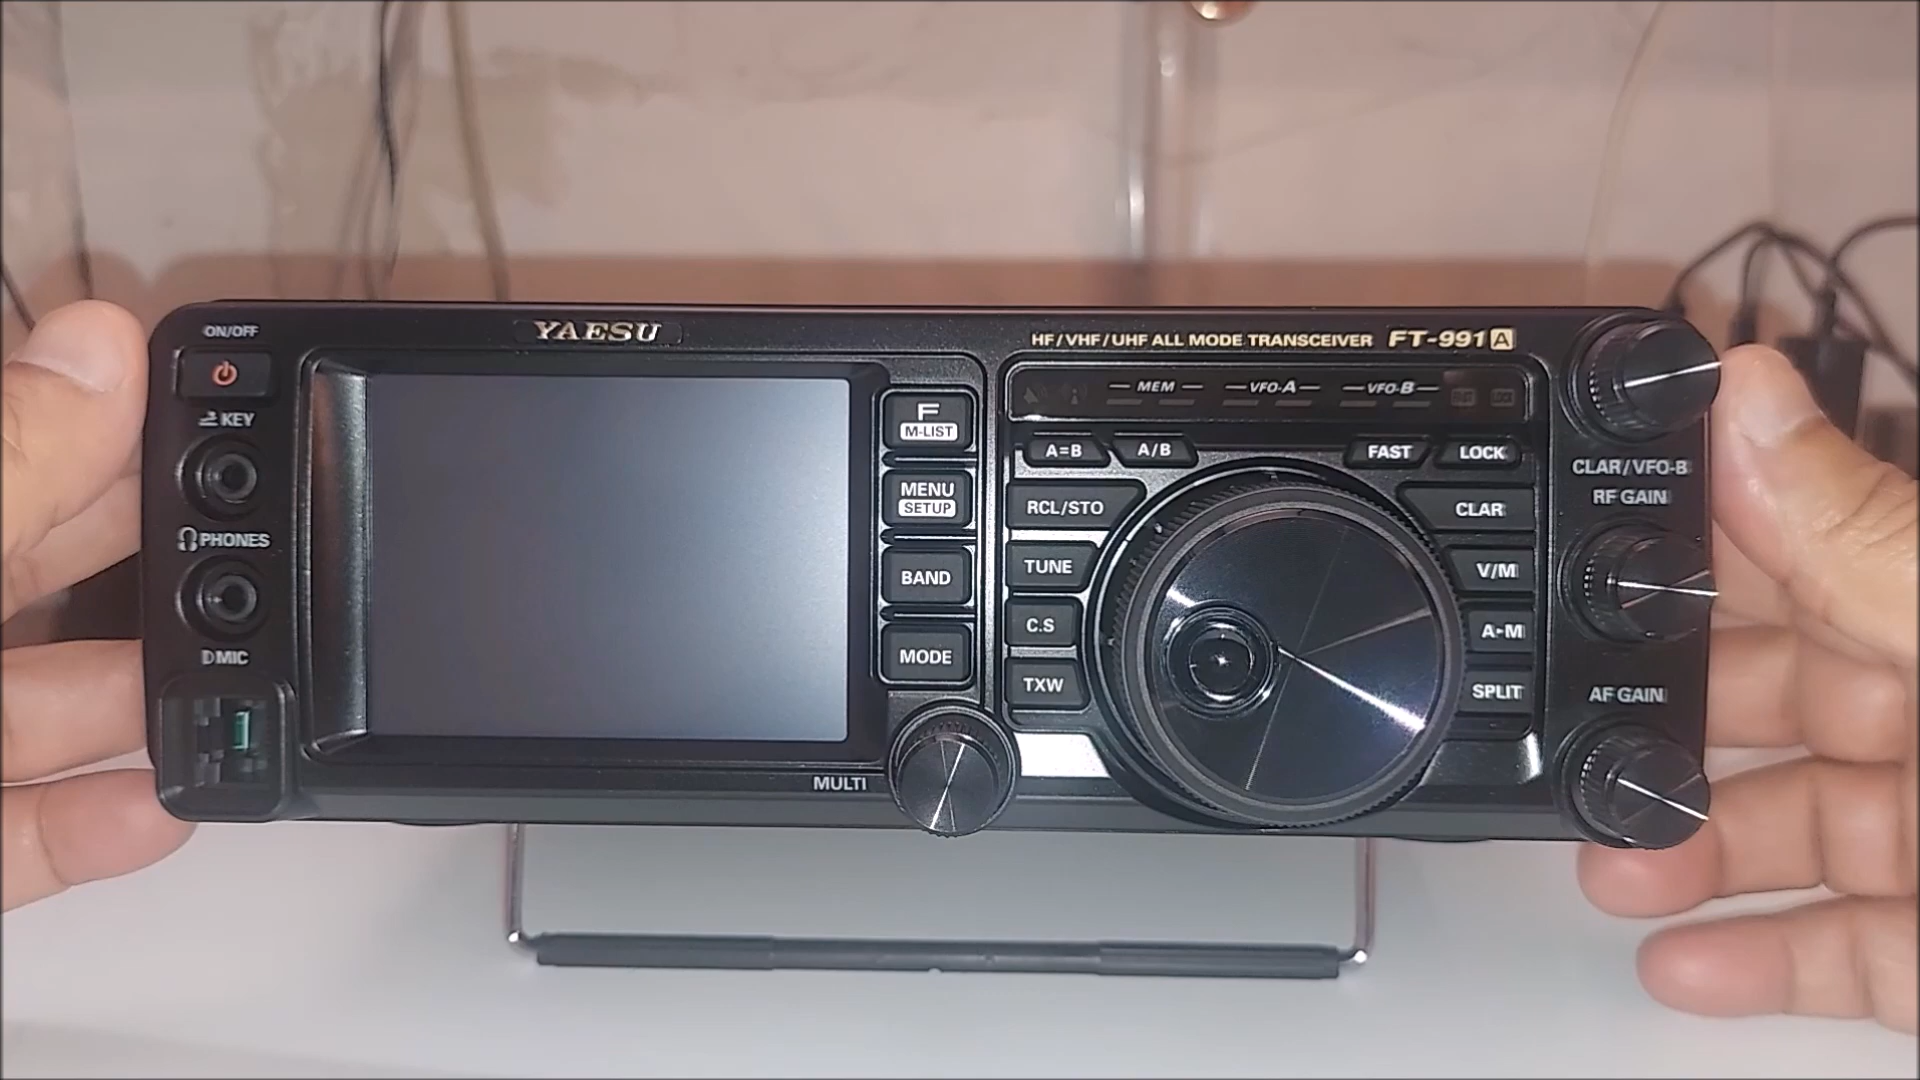 ON/OFF
YAESU
HF/VHF/UHF ALL MODE TRANSCEIVER FT-991A
KEY
PHONES
MIC
F
M-LIST
MENU
SETUP
BAND
MODE
MULTI
MEM VFO-A VFO-B
A=B A/B FAST LOCK
RCL/STO
TUNE
C.S
TXW
CLAR
V/M
A▸M
SPLIT
CLAR/VFO-B
RF GAIN
AF GAIN